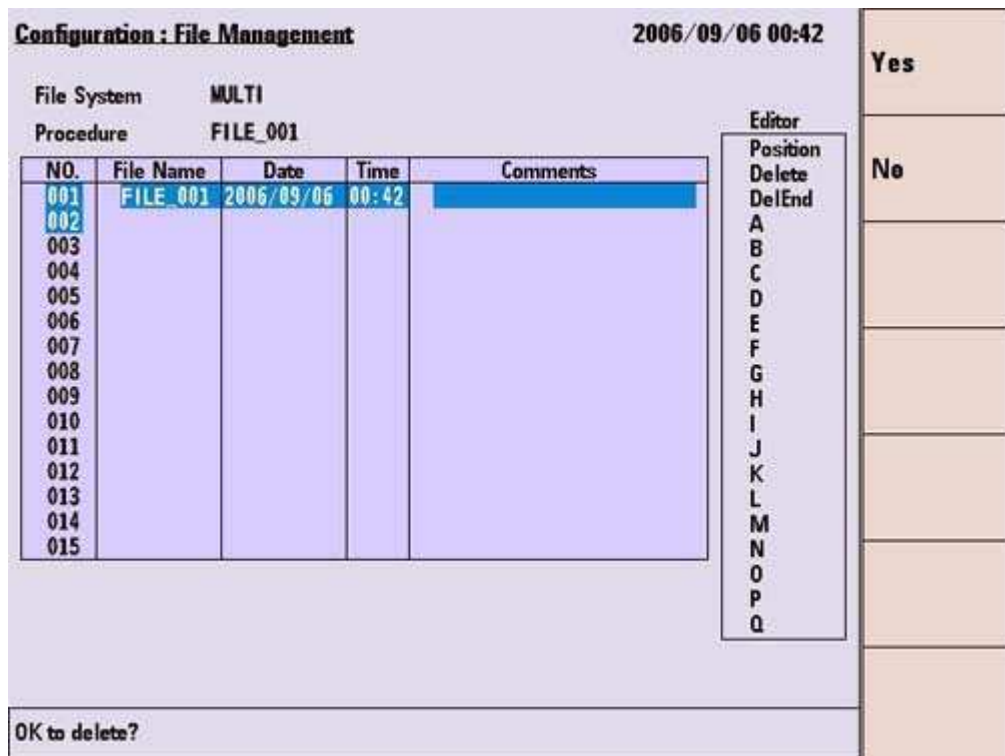 Configuration : File Management 2006/09/06 00:42
File System MULTI
Procedure FILE_001
NO. File Name Date Time Comments
001 FILE_001 2006/09/06 00:42
002
003
004
005
006
007
008
009
010
011
012
013
014
015
Editor
Position
Delete
DelEnd
A
B
C
D
E
F
G
H
I
J
K
L
M
N
O
P
Q
OK to delete?
Yes
No